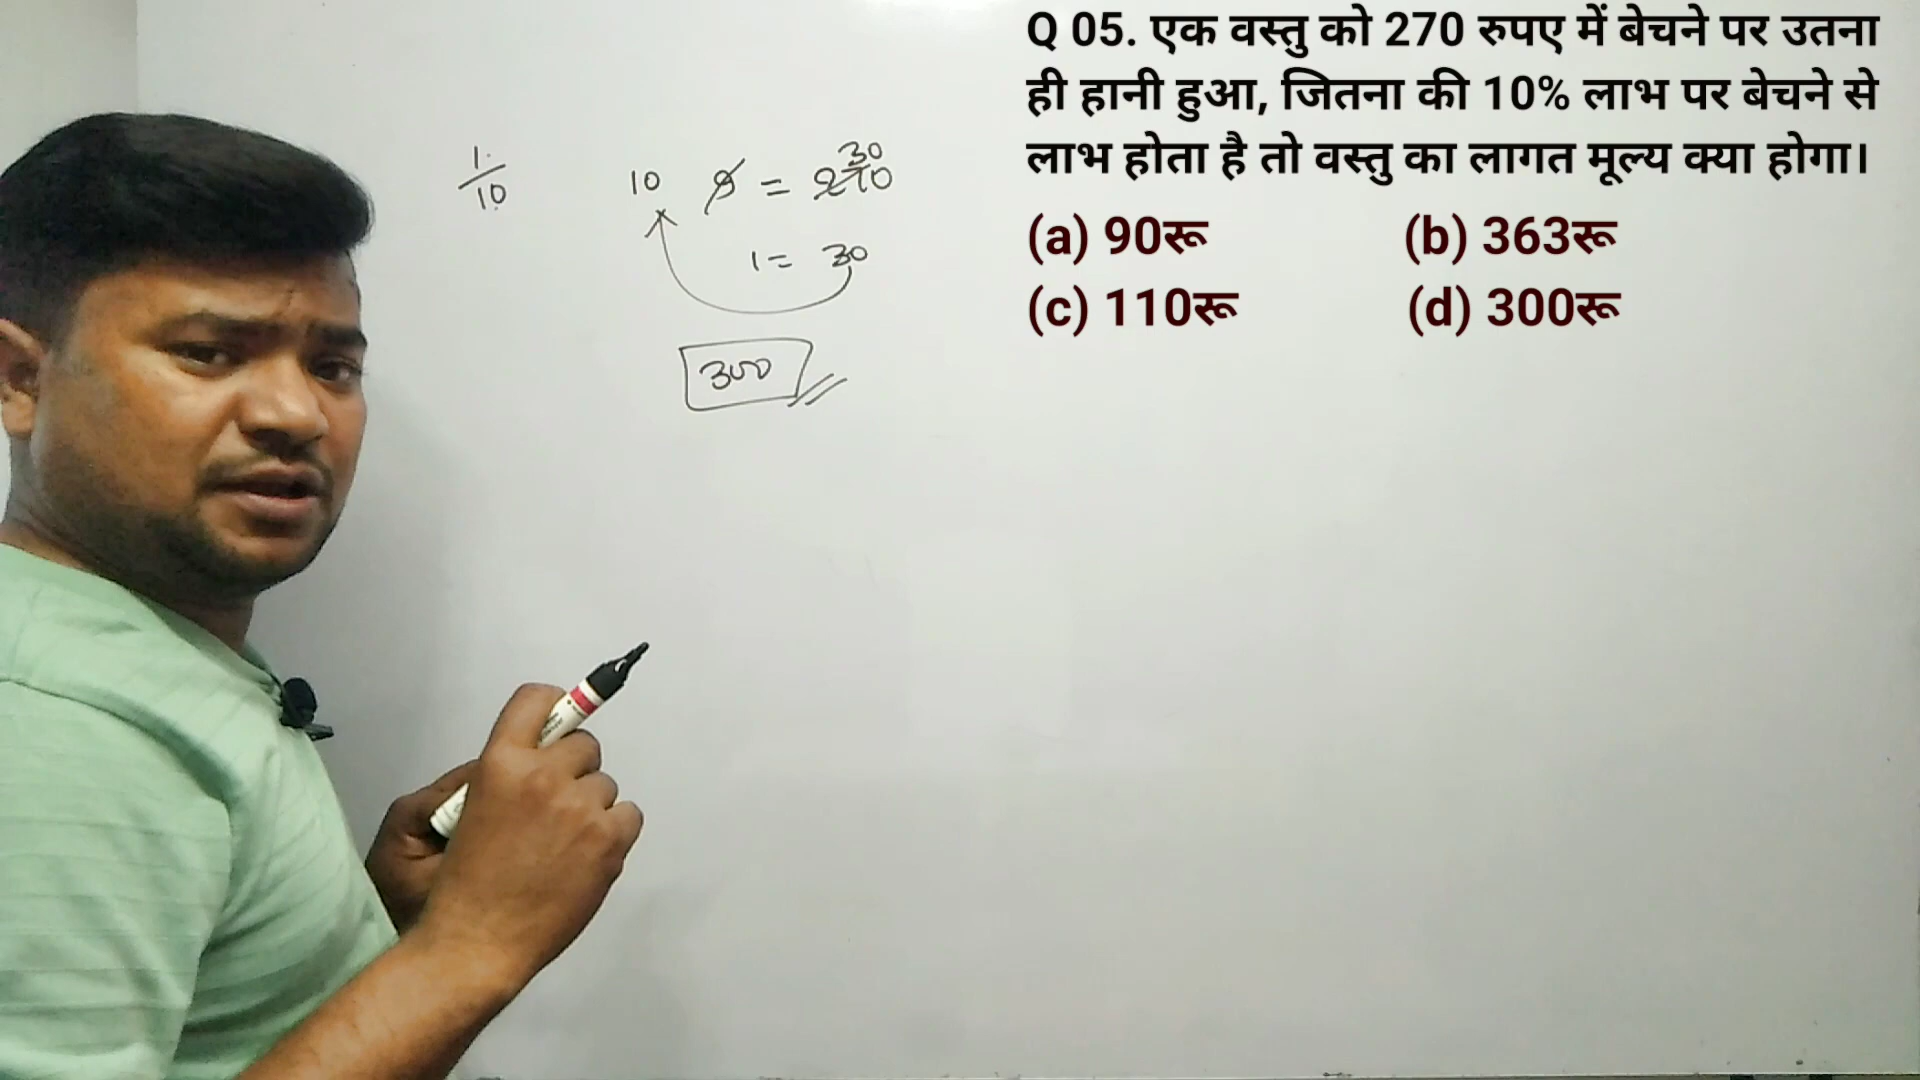 Q 05. एक वस्तु को 270 रुपए में बेचने पर उतना
ही हानी हुआ, जितना की 10% लाभ पर बेचने से
लाभ होता है तो वस्तु का लागत मूल्य क्या होगा।
(a) 90रू (b) 363रू
(c) 110रू (d) 300रू
1
10
30
10 9 = 270
1 = 30
300